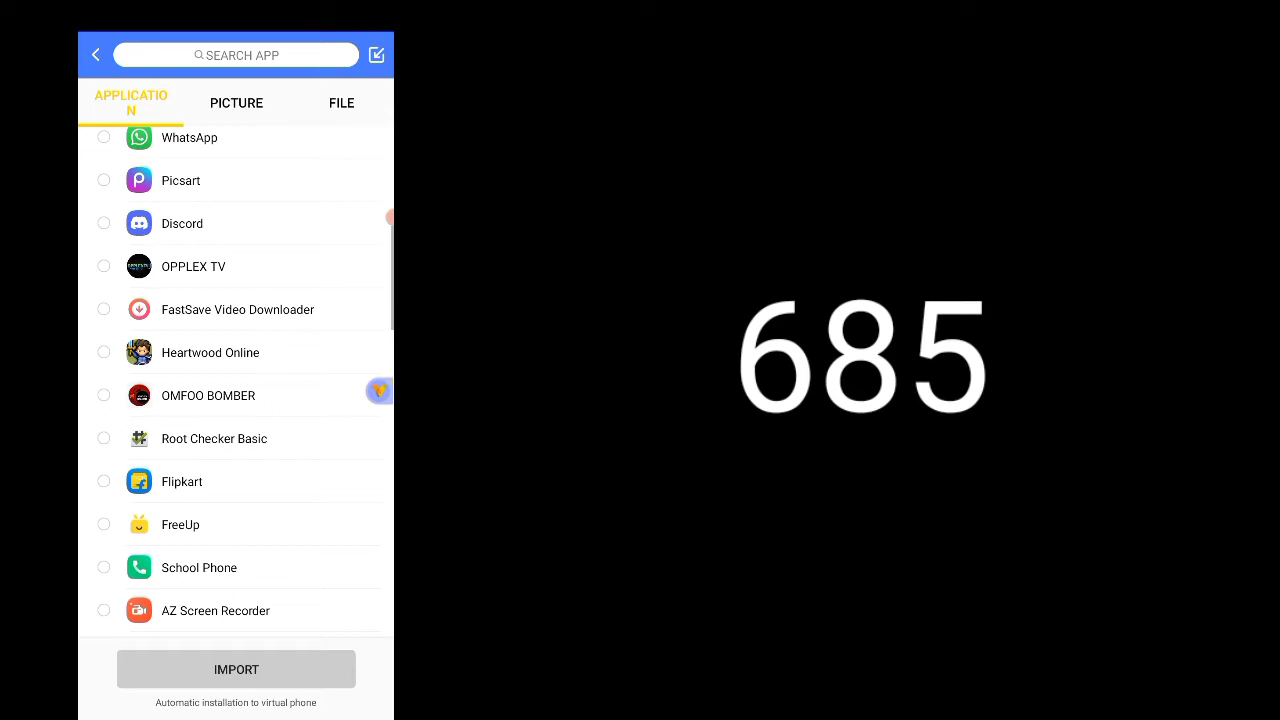 SEARCH APP
APPLICATIO
N
PICTURE
FILE
WhatsApp
Picsart
Discord
OPPLEX TV
FastSave Video Downloader
Heartwood Online
OMFOO BOMBER
Root Checker Basic
Flipkart
FreeUp
School Phone
AZ Screen Recorder
IMPORT
Automatic installation to virtual phone
685